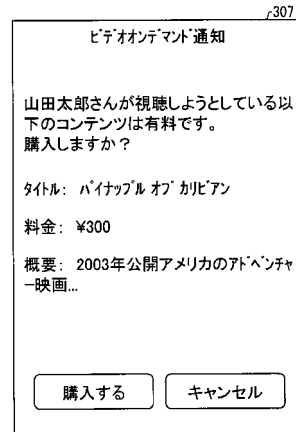 307
ﾋﾞﾃﾞｵｵﾝﾃﾞﾏﾝﾄﾞ通知
山田太郎さんが視聴しようとしている以
下のコンテンツは有料です。
購入しますか？
ﾀｲﾄﾙ： ﾊﾟｲﾅｯﾌﾟﾙ ｵﾌﾞ ｶﾘﾋﾞｱﾝ
料金： ¥300
概要： 2003年公開アメリカのｱﾄﾞﾍﾞﾝﾁｬ
ー映画...
購入する
キャンセル